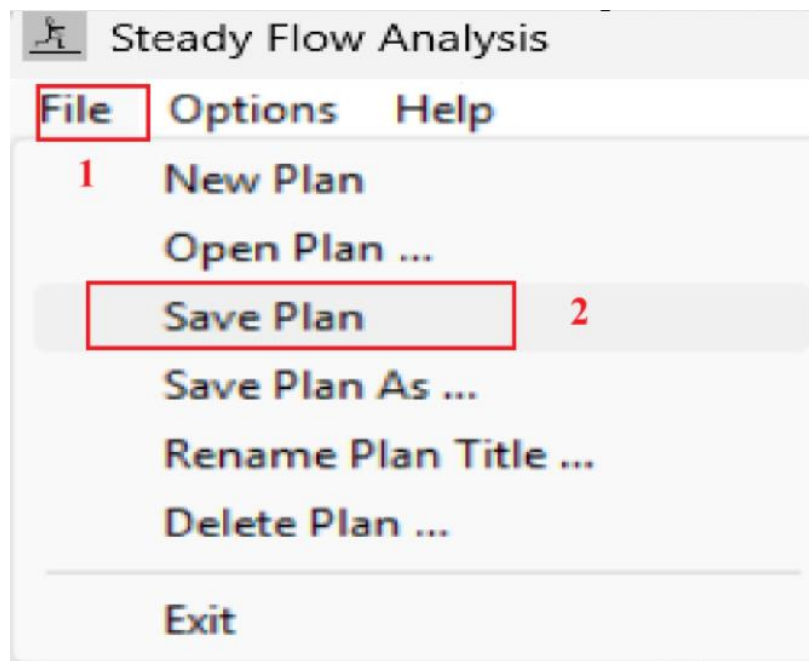 Steady Flow Analysis
File Options Help
1 New Plan
Open Plan ...
Save Plan 2
Save Plan As ...
Rename Plan Title ...
Delete Plan ...
Exit